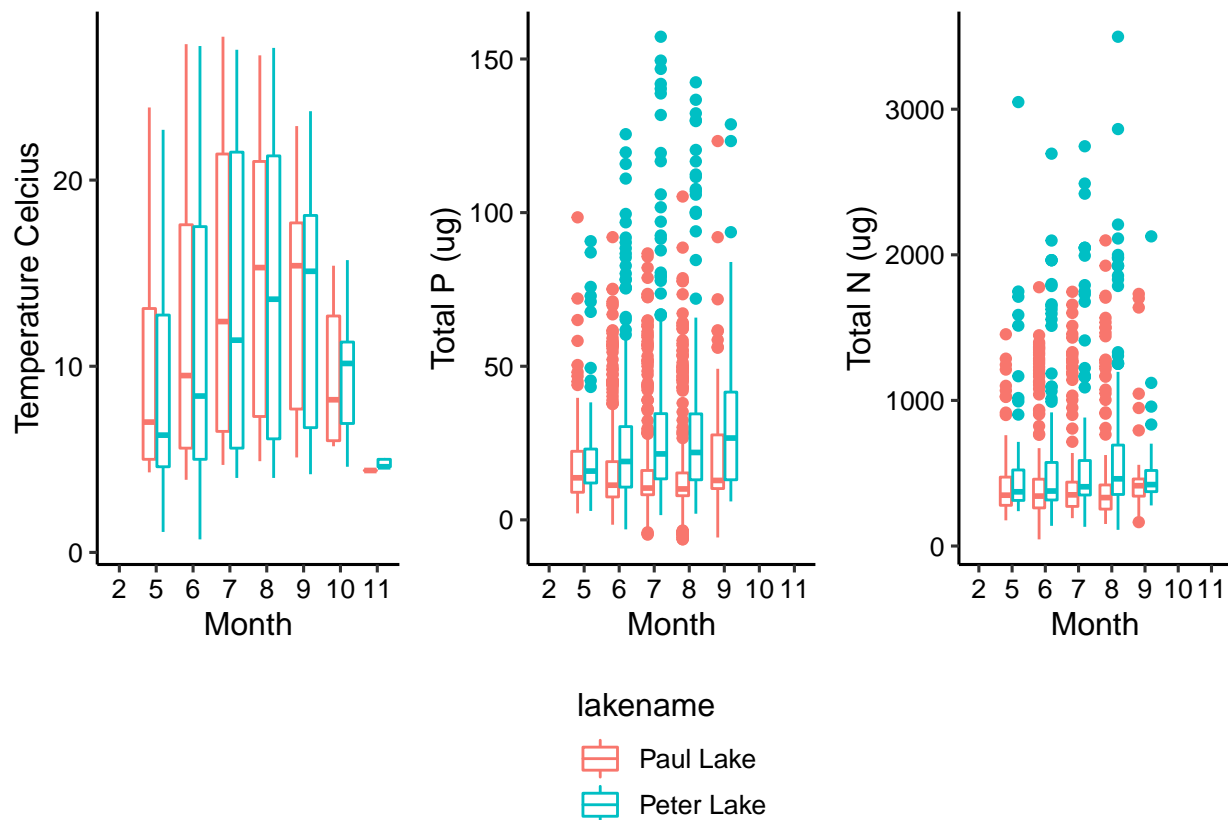 Temperature Celcius
20
10
0
2 5 6 7 8 9 10 11
Month
Total P (ug)
150
100
50
0
2 5 6 7 8 9 10 11
Month
Total N (ug)
3000
2000
1000
0
2 5 6 7 8 9 10 11
Month
lakename
Paul Lake
Peter Lake